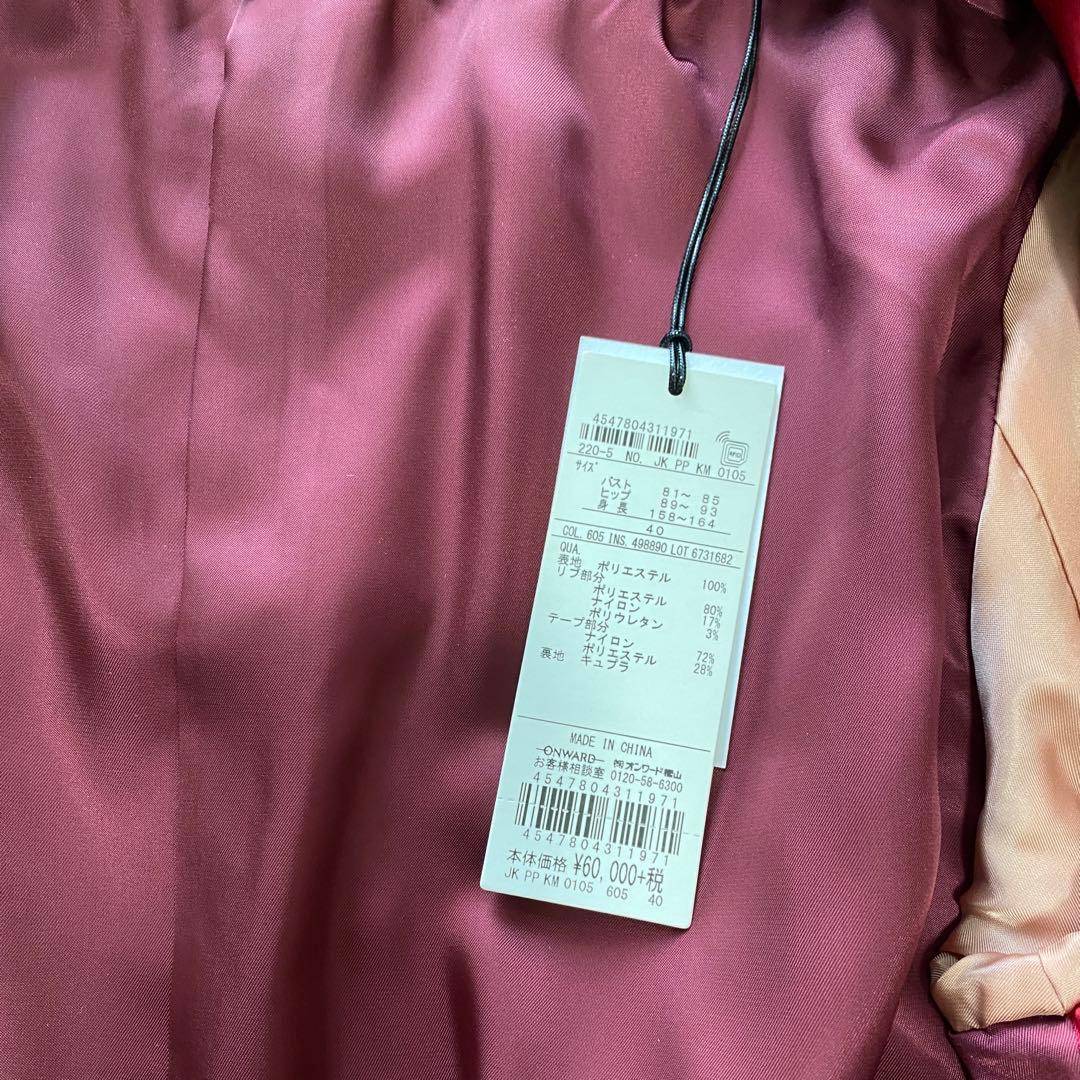 4547804311971
RFID
220-5 NO. JK PP KM 0105
サイズ
バスト 81～ 85
ヒップ 89～ 93
身長 158～164
40
COL. 605 INS. 498890 LOT 6731682
QUA.
表地 ポリエステル 100%
リブ部分
ポリエステル 80%
ナイロン 17%
ポリウレタン 3%
テープ部分
ナイロン
ポリエステル 72%
裏地 キュプラ 28%
MADE IN CHINA
ONWARD ㈱オンワード樫山
お客様相談室 0120-58-6300
4547804311971
4547804311971
本体価格 ¥60,000+税
JK PP KM 0105 605 40